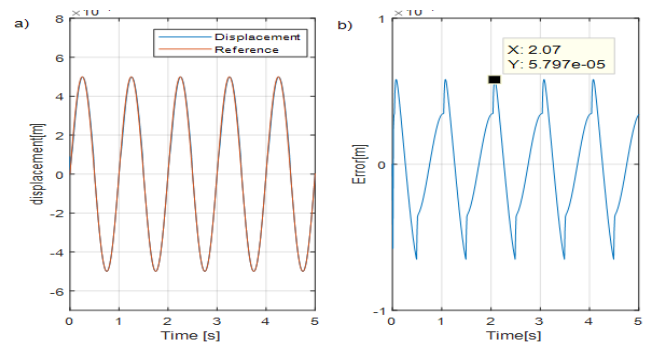 a)
8
6
4
2
0
-2
-4
-6
displacement[m]
Displacement
Reference
0 1 2 3 4 5
Time [s]
b)
1
0
-1
Error[m]
X: 2.07
Y: 5.797e-05
0 1 2 3 4 5
Time[s]